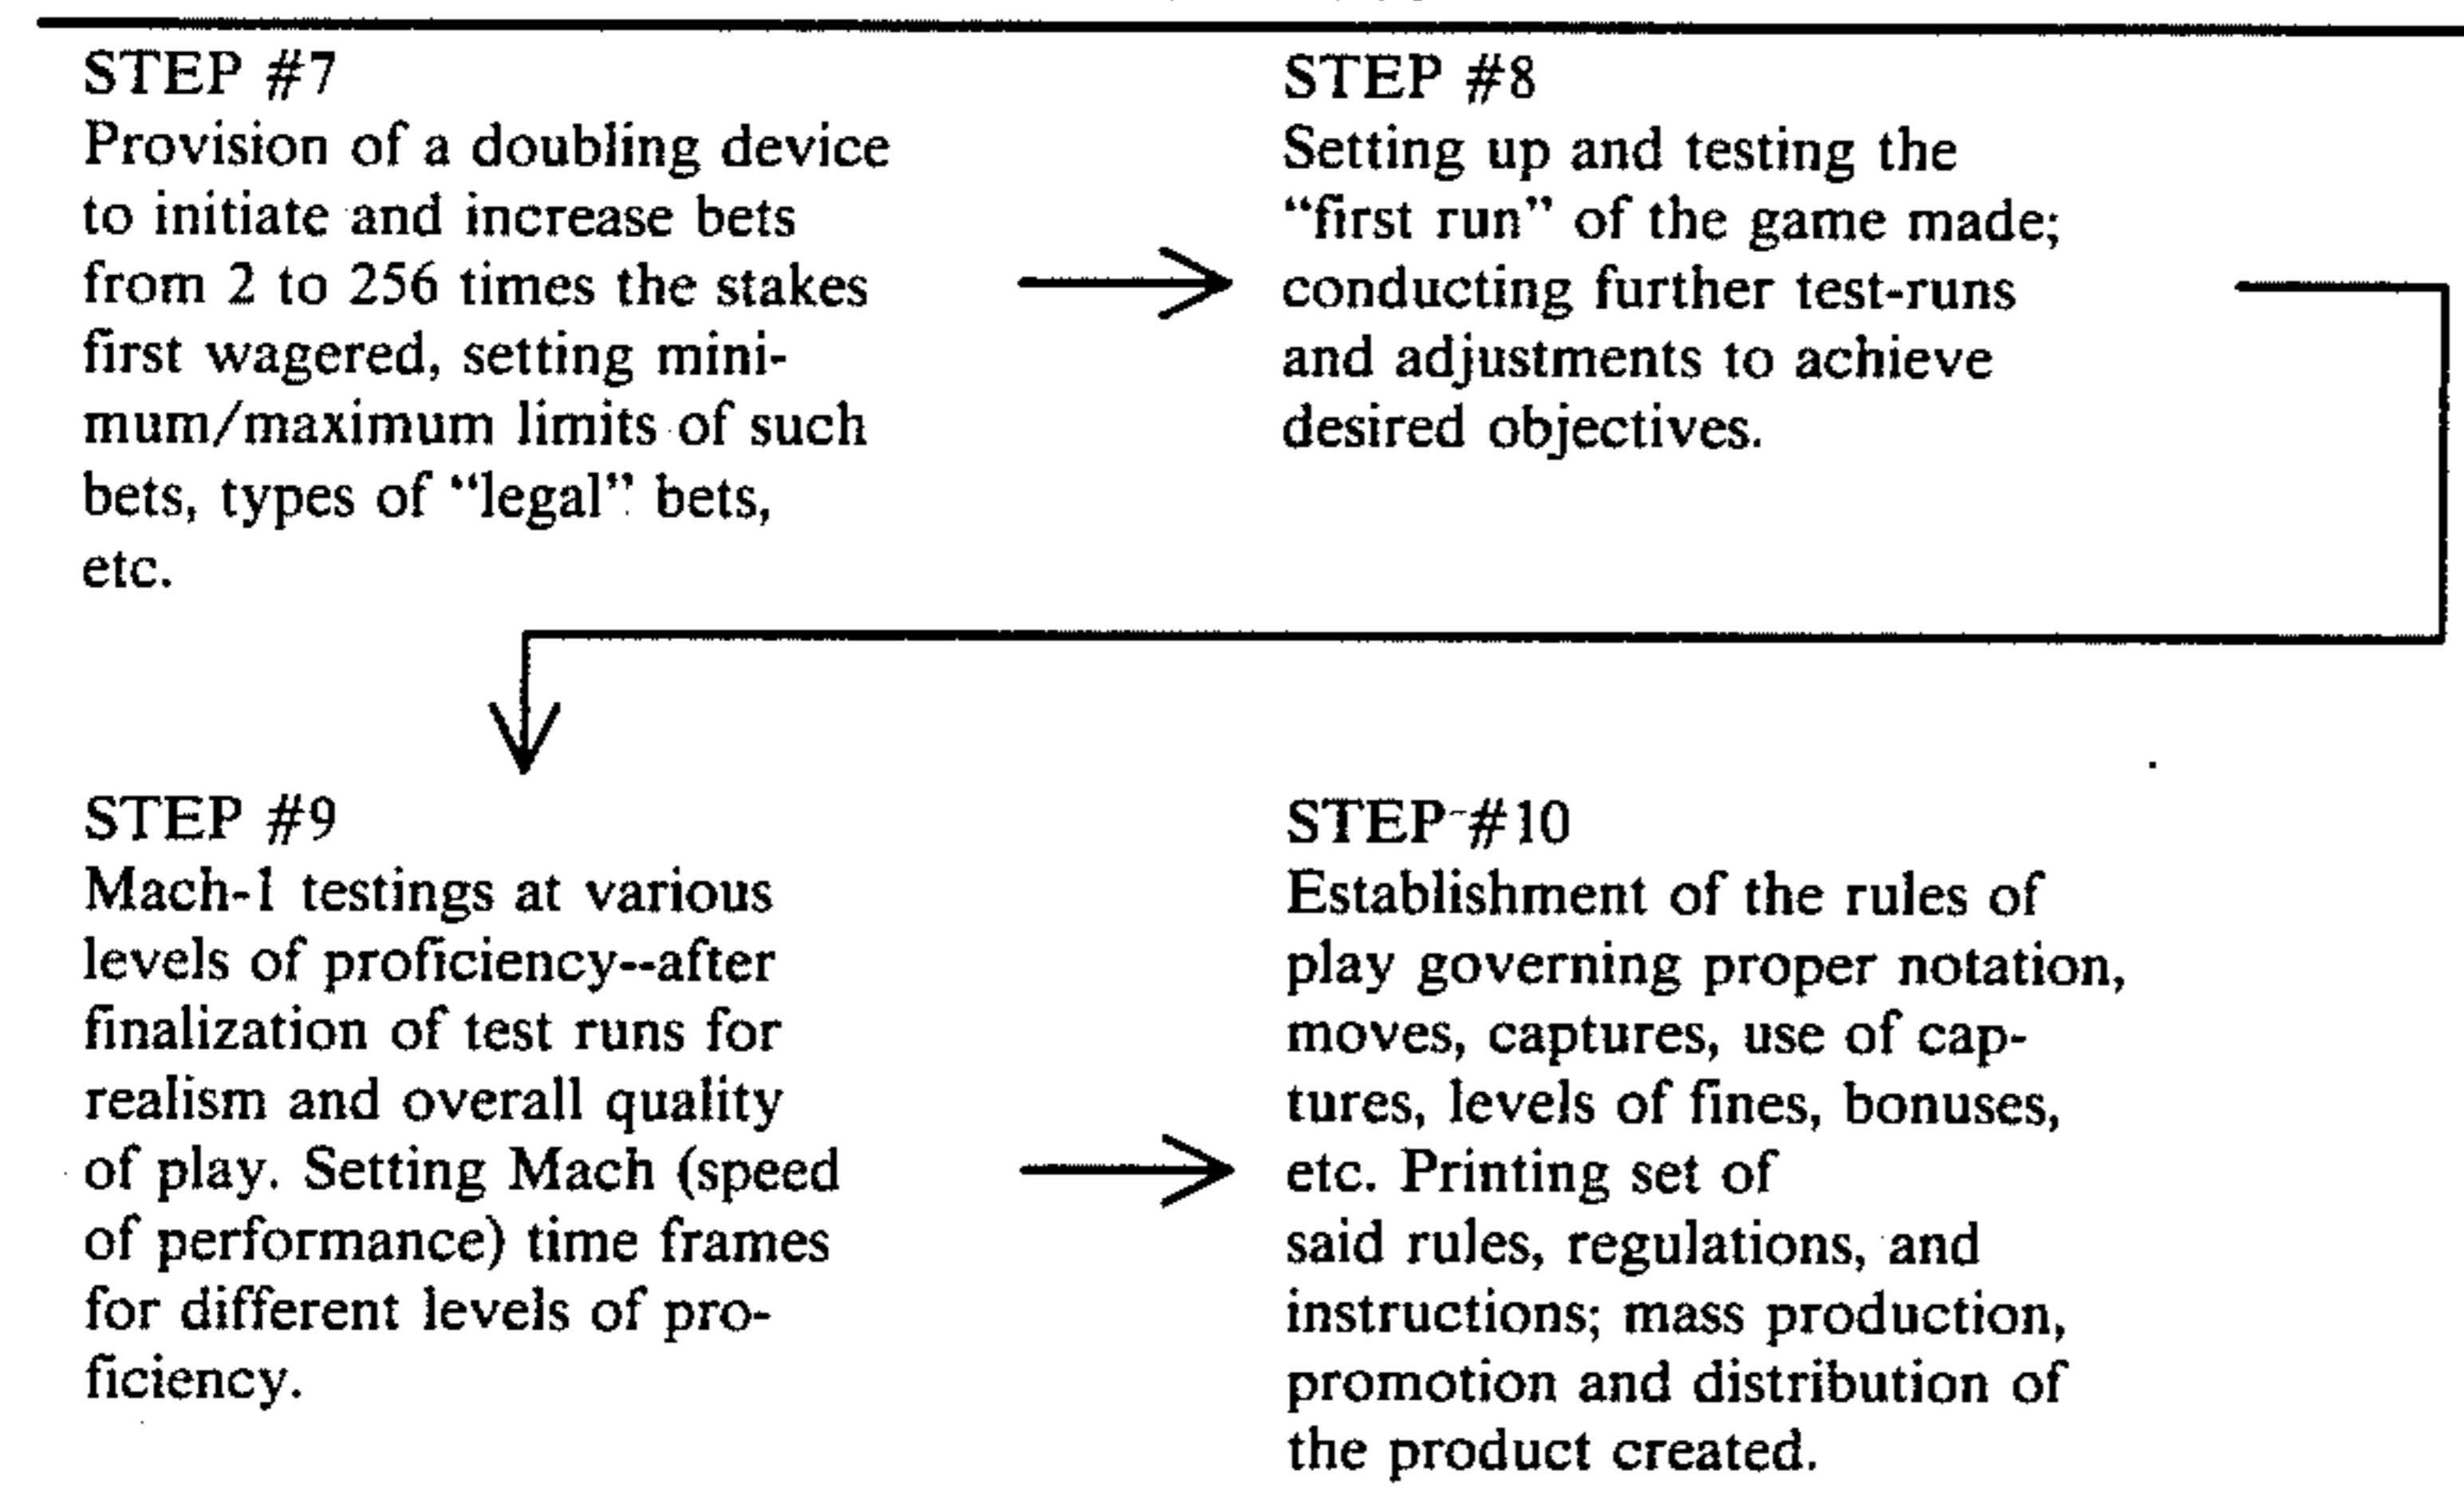 STEP #7
Provision of a doubling device
to initiate and increase bets
from 2 to 256 times the stakes
first wagered, setting mini-
mum/maximum limits of such
bets, types of “legal” bets,
etc.
STEP #8
Setting up and testing the
“first run” of the game made;
conducting further test-runs
and adjustments to achieve
desired objectives.
STEP #9
Mach-1 testings at various
levels of proficiency--after
finalization of test runs for
realism and overall quality
of play. Setting Mach (speed
of performance) time frames
for different levels of pro-
ficiency.
STEP #10
Establishment of the rules of
play governing proper notation,
moves, captures, use of cap-
tures, levels of fines, bonuses,
etc. Printing set of
said rules, regulations, and
instructions; mass production,
promotion and distribution of
the product created.